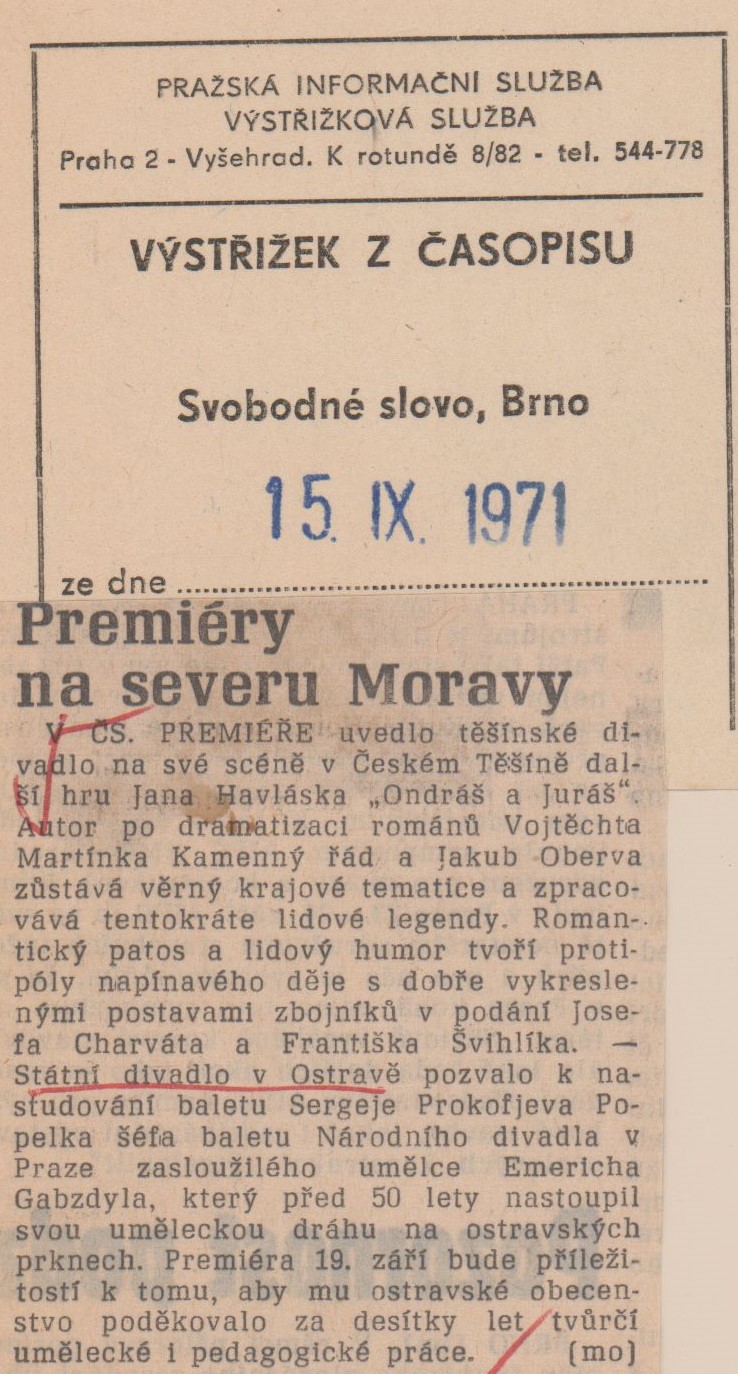 PRAŽSKÁ INFORMAČNÍ SLUŽBA
VÝSTŘIŽKOVÁ SLUŽBA
Praha 2 - Vyšehrad. K rotundě 8/82 - tel. 544-778
VÝSTŘIŽEK Z ČASOPISU
Svobodné slovo, Brno
15. IX. 1971
ze dne ........................................
Premiéry
na severu Moravy
V ČS. PREMIÉŘE uvedlo těšínské di-
vadlo na své scéně v Českém Těšíně dal-
ší hru Jana Havláska „Ondráš a Juráš“.
Autor po dramatizaci románů Vojtěchta
Martínka Kamenný řád a Jakub Oberva
zůstává věrný krajové tematice a zpraco-
vává tentokráte lidové legendy. Roman-
tický patos a lidový humor tvoří proti-
póly napínavého děje s dobře vykresle-
nými postavami zbojníků v podání Jose-
fa Charváta a Františka Švihlíka. —
Státní divadlo v Ostravě pozvalo k na-
studování baletu Sergeje Prokofjeva Po-
pelka šéfa baletu Národního divadla v
Praze zasloužilého umělce Emericha
Gabzdyla, který před 50 lety nastoupil
svou uměleckou dráhu na ostravských
prknech. Premiéra 19. září bude příleži-
tostí k tomu, aby mu ostravské obecen-
stvo poděkovalo za desítky let tvůrčí
umělecké i pedagogické práce. (mo)